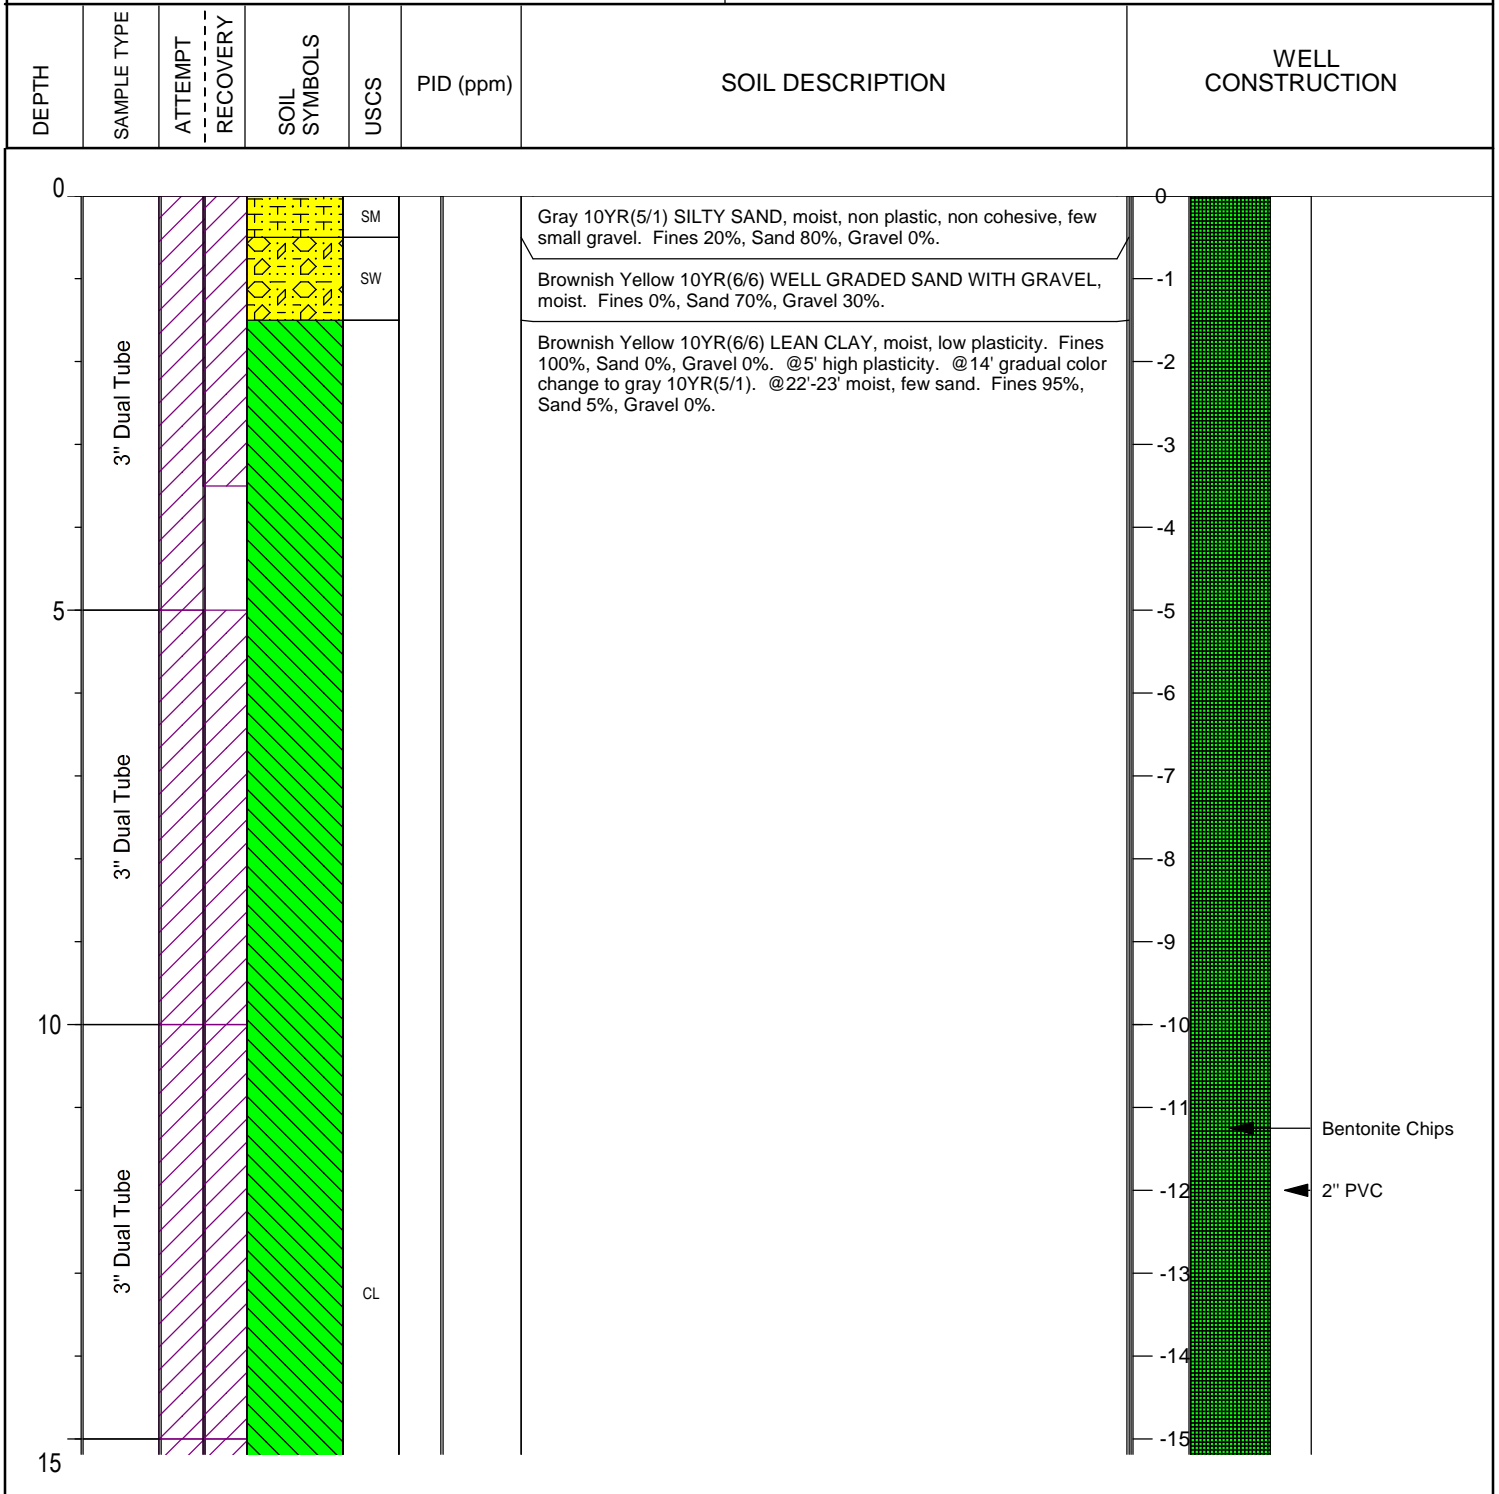 DEPTH
SAMPLE TYPE
ATTEMPT
RECOVERY
SOIL
SYMBOLS
USCS
PID (ppm)
SOIL DESCRIPTION
WELL
CONSTRUCTION
0
5
10
15
3" Dual Tube
3" Dual Tube
3" Dual Tube
SM
SW
CL
Gray 10YR(5/1) SILTY SAND, moist, non plastic, non cohesive, few
small gravel.  Fines 20%, Sand 80%, Gravel 0%.
Brownish Yellow 10YR(6/6) WELL GRADED SAND WITH GRAVEL,
moist.  Fines 0%, Sand 70%, Gravel 30%.
Brownish Yellow 10YR(6/6) LEAN CLAY, moist, low plasticity.  Fines
100%, Sand 0%, Gravel 0%.  @5' high plasticity.  @14' gradual color
change to gray 10YR(5/1).  @22'-23' moist, few sand.  Fines 95%,
Sand 5%, Gravel 0%.
0
-1
-2
-3
-4
-5
-6
-7
-8
-9
-10
-11
-12
-13
-14
-15
Bentonite Chips
2" PVC